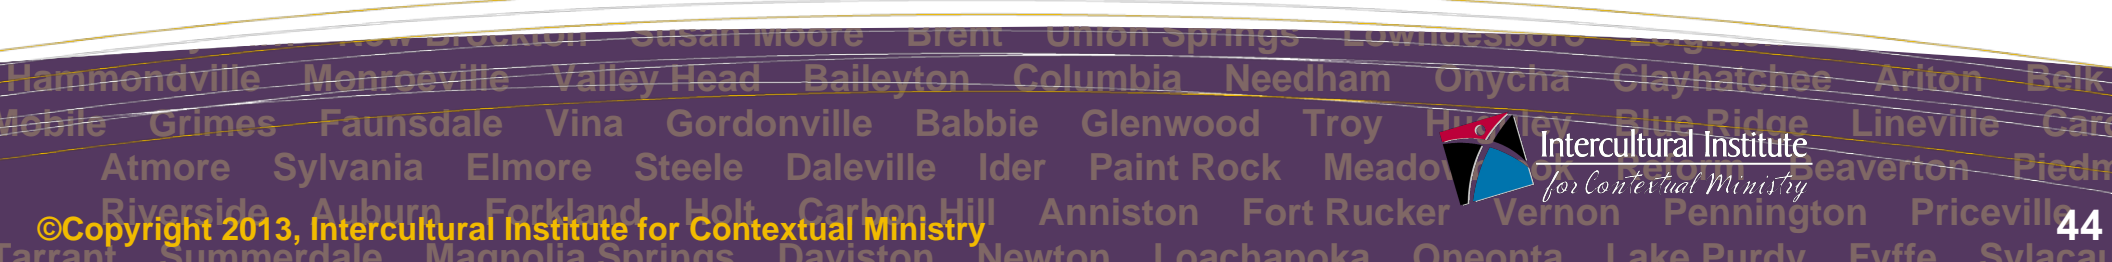 New Brockton Susan Moore Brent Union Springs Lowndesboro
Hammondville Monroeville Valley Head Baileyton Columbia Needham Onycha Clayhatchee Ariton Belk
Mobile Grimes Faunsdale Vina Gordonville Babbie Glenwood Troy Blue Ridge Lineville
Intercultural Institute
Atmore Sylvania Elmore Steele Daleville Ider Paint Rock Beaverton
for Contextual Ministry
Riverside Auburn Forkland Holt Carbon Hill Anniston Fort Rucker Vernon Pennington Priceville
©Copyright 2013, Intercultural Institute for Contextual Ministry
44
Tarrant Summerdale Magnolia Springs Daviston Newton Loachapoka Oneonta Lake Purdy Fyffe